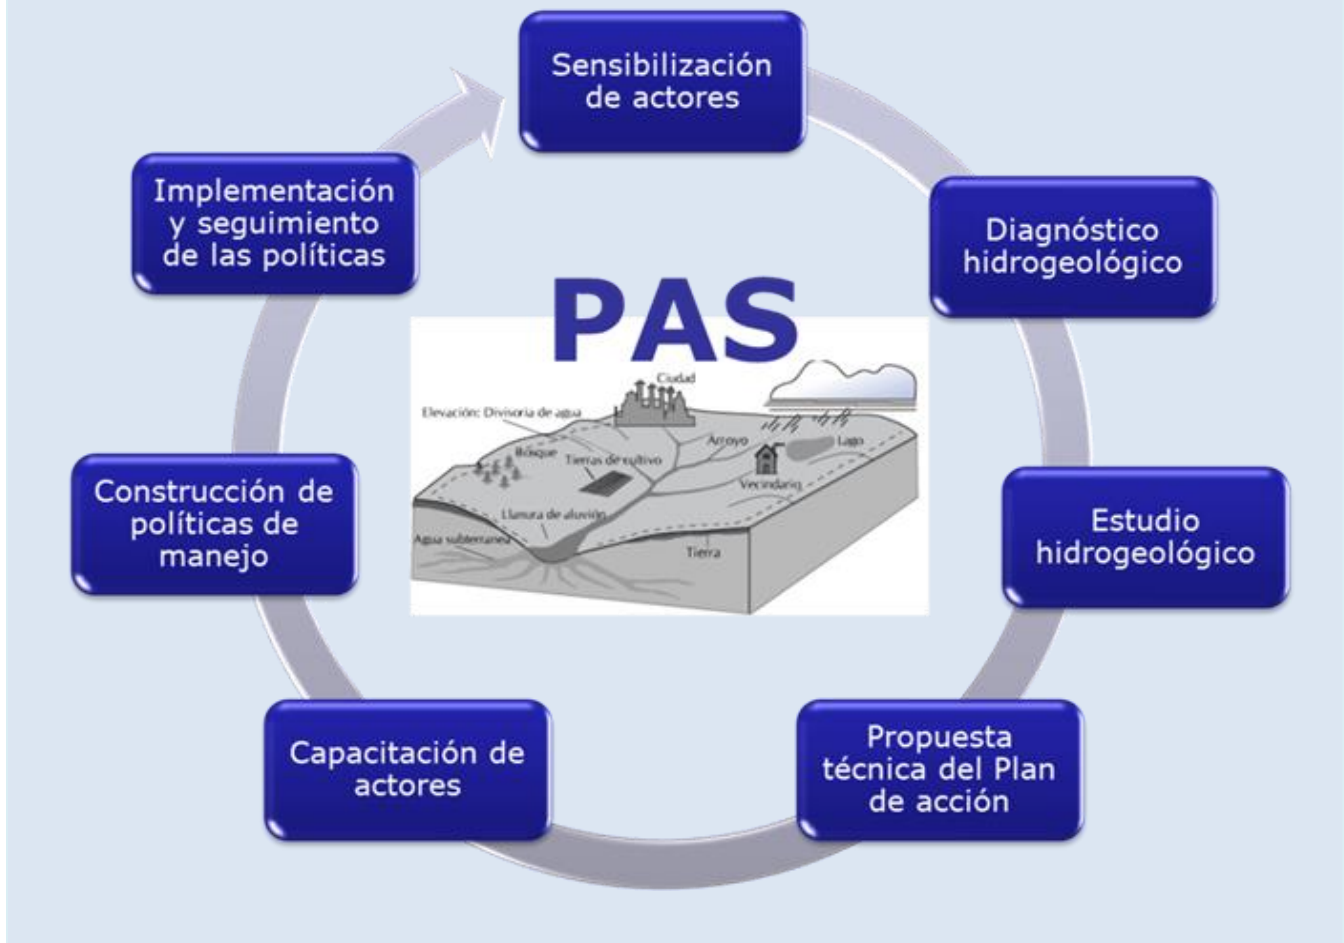 Sensibilización
de actores
Diagnóstico
hidrogeológico
Estudio
hidrogeológico
Propuesta
técnica del Plan
de acción
Capacitación de
actores
Construcción de
políticas de
manejo
Implementación
y seguimiento
de las políticas
PAS
Ciudad
Elevación: Divisoria de agua
Arroyo
Lago
Bosque
Tierras de cultivo
Vecindario
Llanura de aluvión
Agua subterranea
Tierra